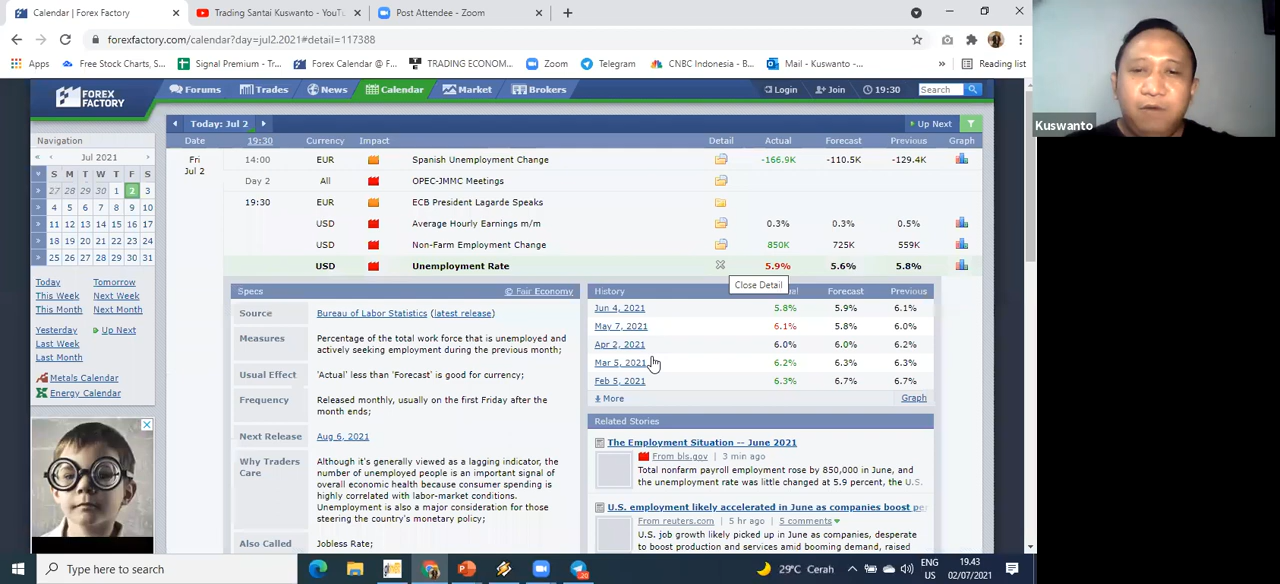 Calendar | Forex Factory
Trading Santai Kuswanto - YouTu
Post Attendee - Zoom
forexfactory.com/calendar?day=jul2.2021#detail=117388
Apps
Free Stock Charts, S...
Signal Premium - Tr...
Forex Calendar @ F...
TRADING ECONOM...
Zoom
Telegram
CNBC Indonesia - B...
Mail - Kuswanto -...
»
Reading list
FOREX FACTORY
Forums
Trades
News
Calendar
Market
Brokers
Login
Join
19:30
Search
Kuswanto
Navigation
« ‹ Jul 2021 ›
S M T W T F S
27 28 29 30 1 2 3
4 5 6 7 8 9 10
11 12 13 14 15 16 17
18 19 20 21 22 23 24
25 26 27 28 29 30 31
Today Tomorrow
This Week Next Week
This Month Next Month
Yesterday Up Next
Last Week
Last Month
Metals Calendar
Energy Calendar
Today: Jul 2
Up Next
Date 19:30 Currency Impact Detail Actual Forecast Previous Graph
Fri
Jul 2
14:00 EUR Spanish Unemployment Change -166.9K -110.5K -129.4K
Day 2 All OPEC-JMMC Meetings
19:30 EUR ECB President Lagarde Speaks
USD Average Hourly Earnings m/m 0.3% 0.3% 0.5%
USD Non-Farm Employment Change 850K 725K 559K
USD Unemployment Rate 5.9% 5.6% 5.8%
Close Detail
Specs © Fair Economy
Source Bureau of Labor Statistics (latest release)
Measures Percentage of the total work force that is unemployed and
actively seeking employment during the previous month;
Usual Effect 'Actual' less than 'Forecast' is good for currency;
Frequency Released monthly, usually on the first Friday after the
month ends;
Next Release Aug 6, 2021
Why Traders
Care
Although it's generally viewed as a lagging indicator, the
number of unemployed people is an important signal of
overall economic health because consumer spending is
highly correlated with labor-market conditions.
Unemployment is also a major consideration for those
steering the country's monetary policy;
Also Called Jobless Rate;
History Forecast Previous
Jun 4, 2021 5.8% 5.9% 6.1%
May 7, 2021 6.1% 5.8% 6.0%
Apr 2, 2021 6.0% 6.0% 6.2%
Mar 5, 2021 6.2% 6.3% 6.3%
Feb 5, 2021 6.3% 6.7% 6.7%
More Graph
Related Stories
The Employment Situation -- June 2021
From bls.gov | 3 min ago
Total nonfarm payroll employment rose by 850,000 in June, and
the unemployment rate was little changed at 5.9 percent, the U.S.
U.S. employment likely accelerated in June as companies boost pe
From reuters.com | 5 hr ago | 5 comments
U.S. job growth likely picked up in June as companies, desperate
to boost production and services amid booming demand, raised
Type here to search
29°C Cerah
ENG
US
19.43
02/07/2021